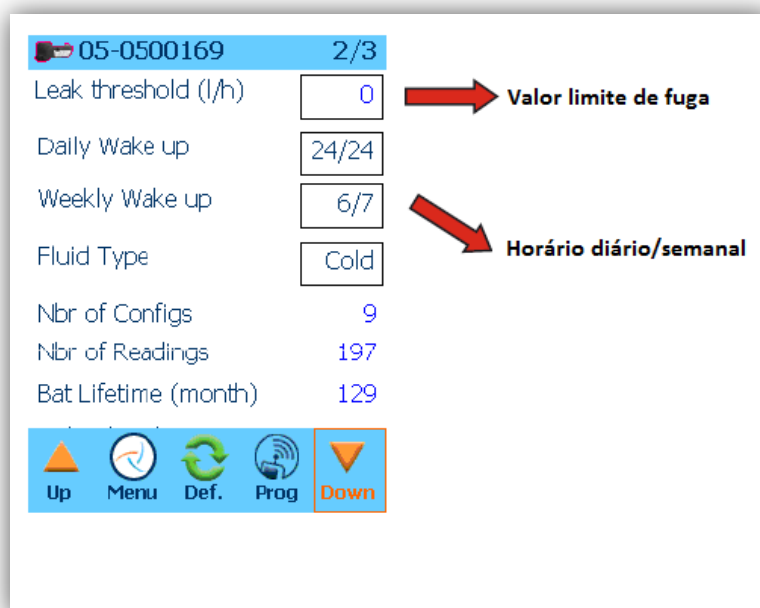 05-0500169 2/3
Leak threshold (l/h) 0
Valor limite de fuga
Daily Wake up 24/24
Weekly Wake up 6/7
Horário diário/semanal
Fluid Type Cold
Nbr of Configs 9
Nbr of Readings 197
Bat Lifetime (month) 129
Up Menu Def. Prog Down